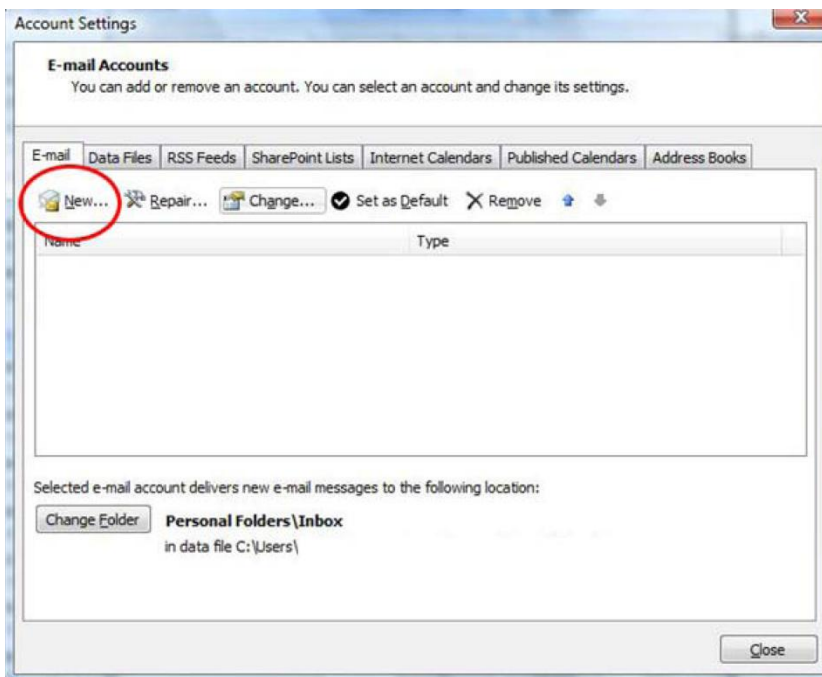 Account Settings
E-mail Accounts
You can add or remove an account. You can select an account and change its settings.
E-mail Data Files RSS Feeds SharePoint Lists Internet Calendars Published Calendars Address Books
New... Repair... Change... Set as Default Remove
Name Type
Selected e-mail account delivers new e-mail messages to the following location:
Change Folder Personal Folders\Inbox
in data file C:\Users\
Close